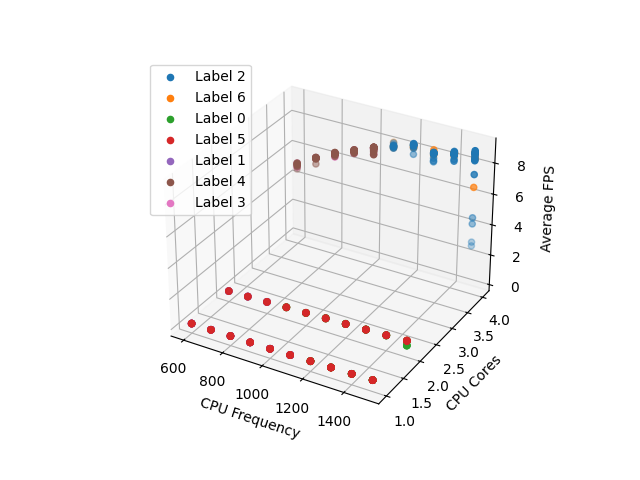 Label 2
Label 6
Label 0
Label 5
Label 1
Label 4
Label 3
600
800
1000
1200
1400
CPU Frequency
1.0
1.5
2.0
2.5
3.0
3.5
4.0
CPU Cores
0
2
4
6
8
Average FPS